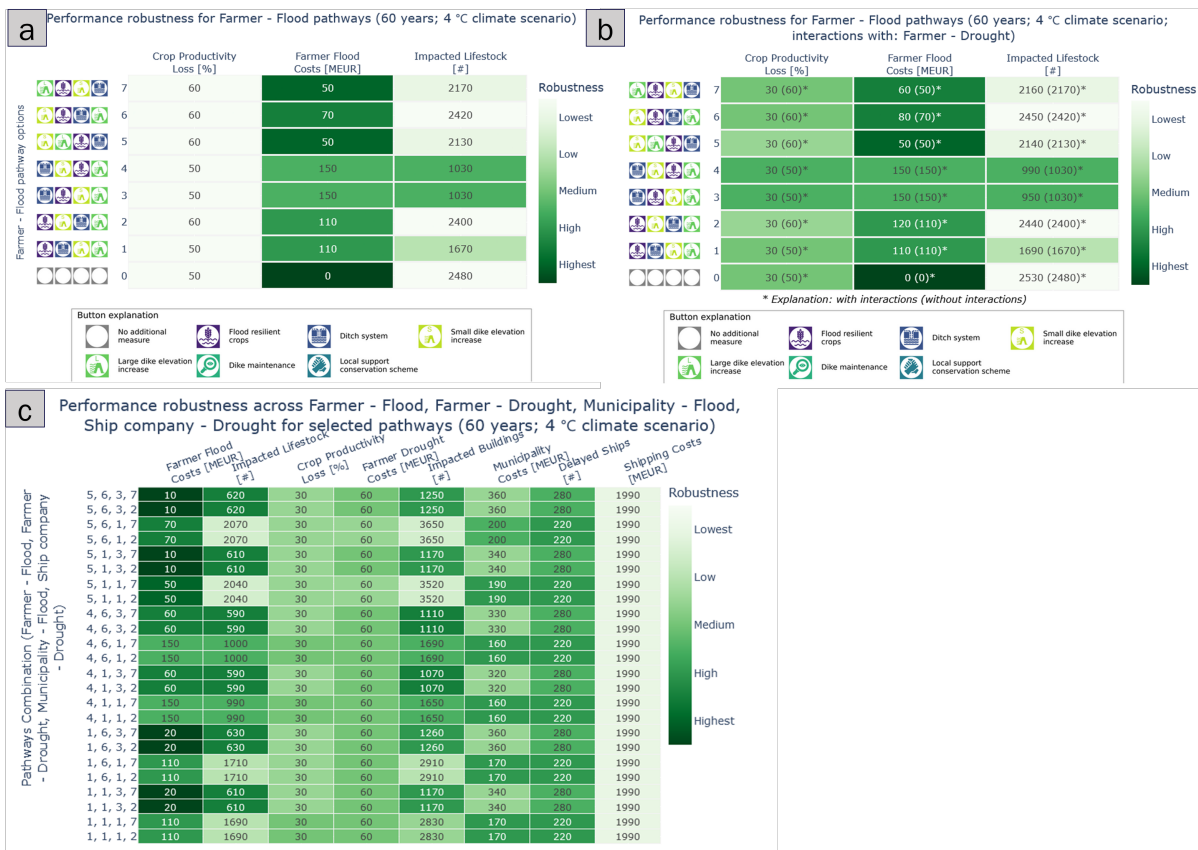 a
Performance robustness for Farmer - Flood pathways (60 years; 4 °C climate scenario)
Crop Productivity
Loss [%]
Farmer Flood
Costs [MEUR]
Impacted Lifestock
[#]
Farmer - Flood pathway options
7 60 50 2170
6 60 70 2420
5 60 50 2130
4 50 150 1030
3 50 150 1030
2 60 110 2400
1 50 110 1670
0 50 0 2480
Robustness
Lowest
Low
Medium
High
Highest
Button explanation
No additional
measure
Flood resilient
crops
Ditch system
Small dike elevation
increase
Large dike elevation
increase
Dike maintenance
Local support
conservation scheme
b
Performance robustness for Farmer - Flood pathways (60 years; 4 °C climate scenario;
interactions with: Farmer - Drought)
Crop Productivity
Loss [%]
Farmer Flood
Costs [MEUR]
Impacted Lifestock
[#]
7 30 (60)* 60 (50)* 2160 (2170)*
6 30 (60)* 80 (70)* 2450 (2420)*
5 30 (60)* 50 (50)* 2140 (2130)*
4 30 (50)* 150 (150)* 990 (1030)*
3 30 (50)* 150 (150)* 950 (1030)*
2 30 (60)* 120 (110)* 2440 (2400)*
1 30 (50)* 110 (110)* 1690 (1670)*
0 30 (50)* 0 (0)* 2530 (2480)*
* Explanation: with interactions (without interactions)
Robustness
Lowest
Low
Medium
High
Highest
Button explanation
No additional
measure
Flood resilient
crops
Ditch system
Small dike elevation
increase
Large dike elevation
increase
Dike maintenance
Local support
conservation scheme
c
Performance robustness across Farmer - Flood, Farmer - Drought, Municipality - Flood,
Ship company - Drought for selected pathways (60 years; 4 °C climate scenario)
Farmer Flood
Costs [MEUR]
Impacted Lifestock
[#]
Crop Productivity
Loss [%]
Farmer Drought
Costs [MEUR]
Impacted Buildings
[#]
Municipality
Costs [MEUR]
Delayed Ships
[#]
Shipping Costs
[MEUR]
Pathways Combination (Farmer - Flood, Farmer
- Drought, Municipality - Flood, Ship company
- Drought)
5, 6, 3, 7 10 620 30 60 1250 360 280 1990
5, 6, 3, 2 10 620 30 60 1250 360 280 1990
5, 6, 1, 7 70 2070 30 60 3650 200 220 1990
5, 6, 1, 2 70 2070 30 60 3650 200 220 1990
5, 1, 3, 7 10 610 30 60 1170 340 280 1990
5, 1, 3, 2 10 610 30 60 1170 340 280 1990
5, 1, 1, 7 50 2040 30 60 3520 190 220 1990
5, 1, 1, 2 50 2040 30 60 3520 190 220 1990
4, 6, 3, 7 60 590 30 60 1110 330 280 1990
4, 6, 3, 2 60 590 30 60 1110 330 280 1990
4, 6, 1, 7 150 1000 30 60 1690 160 220 1990
4, 6, 1, 2 150 1000 30 60 1690 160 220 1990
4, 1, 3, 7 60 590 30 60 1070 320 280 1990
4, 1, 3, 2 60 590 30 60 1070 320 280 1990
4, 1, 1, 7 150 990 30 60 1650 160 220 1990
4, 1, 1, 2 150 990 30 60 1650 160 220 1990
1, 6, 3, 7 20 630 30 60 1260 360 280 1990
1, 6, 3, 2 20 630 30 60 1260 360 280 1990
1, 6, 1, 7 110 1710 30 60 2910 170 220 1990
1, 6, 1, 2 110 1710 30 60 2910 170 220 1990
1, 1, 3, 7 20 610 30 60 1170 340 280 1990
1, 1, 3, 2 20 610 30 60 1170 340 280 1990
1, 1, 1, 7 110 1690 30 60 2830 170 220 1990
1, 1, 1, 2 110 1690 30 60 2830 170 220 1990
Robustness
Lowest
Low
Medium
High
Highest